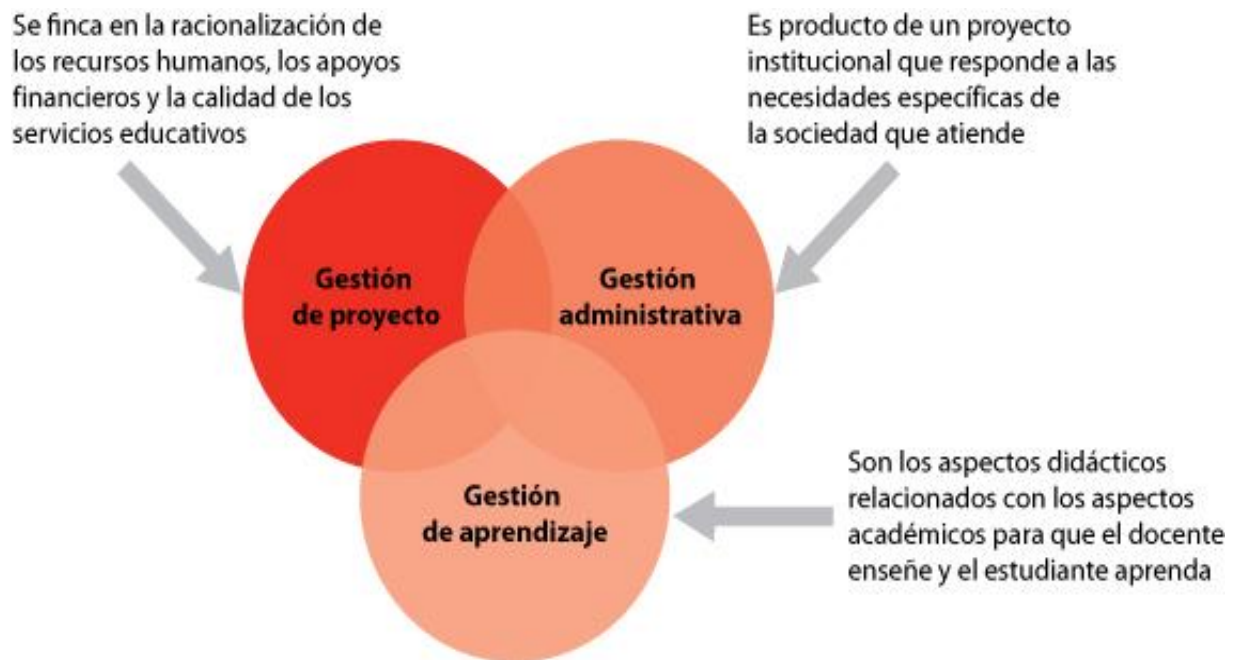 Se finca en la racionalización de
los recursos humanos, los apoyos
financieros y la calidad de los
servicios educativos
Es producto de un proyecto
institucional que responde a las
necesidades específicas de
la sociedad que atiende
Gestión
de proyecto
Gestión
administrativa
Gestión
de aprendizaje
Son los aspectos didácticos
relacionados con los aspectos
académicos para que el docente
enseñe y el estudiante aprenda